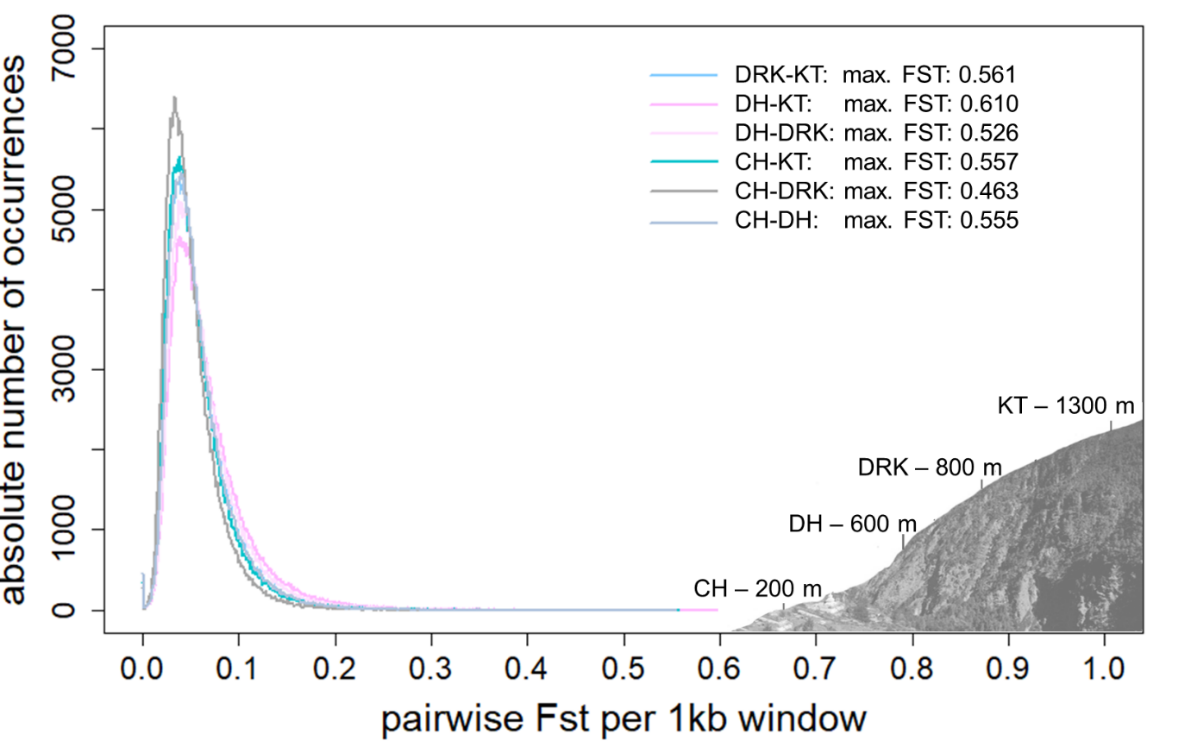 absolute number of occurrences
7000
5000
3000
1000
0
DRK-KT: max. FST: 0.561
DH-KT: max. FST: 0.610
DH-DRK: max. FST: 0.526
CH-KT: max. FST: 0.557
CH-DRK: max. FST: 0.463
CH-DH: max. FST: 0.555
KT – 1300 m
DRK – 800 m
DH – 600 m
CH – 200 m
0.0 0.1 0.2 0.3 0.4 0.5 0.6 0.7 0.8 0.9 1.0
pairwise Fst per 1kb window